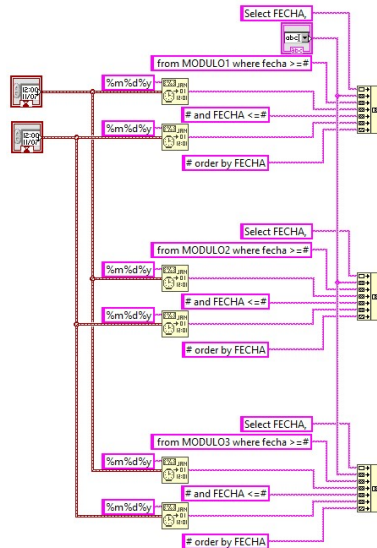 Select FECHA,
abc
from MODULO1 where fecha >=#
%m%d%y
# and FECHA <=#
%m%d%y
# order by FECHA
Select FECHA,
from MODULO2 where fecha >=#
%m%d%y
# and FECHA <=#
%m%d%y
# order by FECHA
Select FECHA,
from MODULO3 where fecha >=#
%m%d%y
# and FECHA <=#
%m%d%y
# order by FECHA